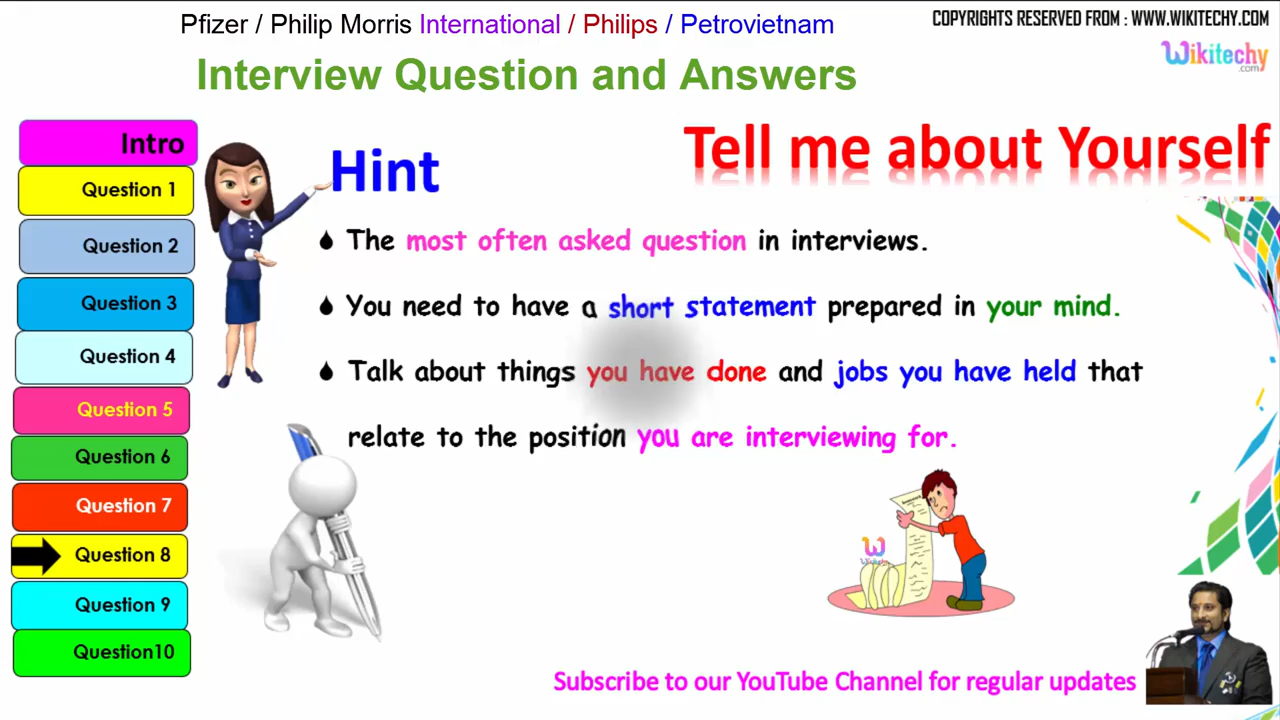 Pfizer / Philip Morris International / Philips / Petrovietnam
COPYRIGHTS RESERVED FROM : WWW.WIKITECHY.COM
Wikitechy
.com
Interview Question and Answers
Intro
Question 1
Question 2
Question 3
Question 4
Question 5
Question 6
Question 7
Question 8
Question 9
Question10
Hint
Tell me about Yourself
The most often asked question in interviews.
You need to have a short statement prepared in your mind.
Talk about things you have done and jobs you have held that
relate to the position you are interviewing for.
Wikitechy
Subscribe to our YouTube Channel for regular updates